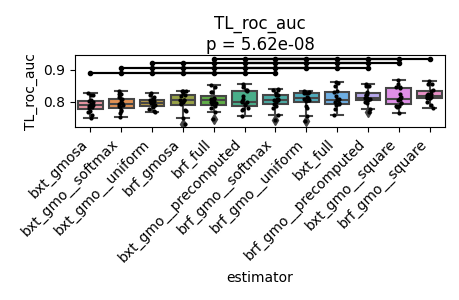 TL_roc_auc
p = 5.62e-08
TL_roc_auc
0.9
0.8
bxt_gmosa
bxt_gmo__softmax
bxt_gmo__uniform
brf_gmosa
brf_full
bxt_gmo__precomputed
brf_gmo__softmax
brf_gmo__uniform
bxt_full
brf_gmo__precomputed
bxt_gmo__square
brf_gmo__square
estimator